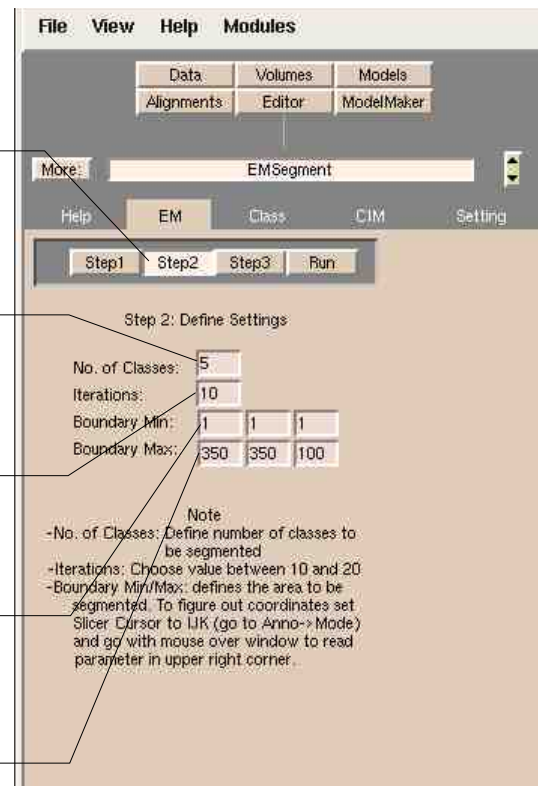 File View Help Modules
Data Volumes Models
Alignments Editor ModelMaker
More: EMSegment
Help EM Class CIM Setting
Step1 Step2 Step3 Run
Step 2: Define Settings
No. of Classes: 5
Iterations: 10
Boundary Min: 1 1 1
Boundary Max: 350 350 100
Note
-No. of Classes: Define number of classes to
be segmented
-Iterations: Choose value between 10 and 20
-Boundary Min/Max: defines the area to be
segmented. To figure out coordinates set
Slicer Cursor to IJK (go to Anno->Mode)
and go with mouse over window to read
parameter in upper right corner.